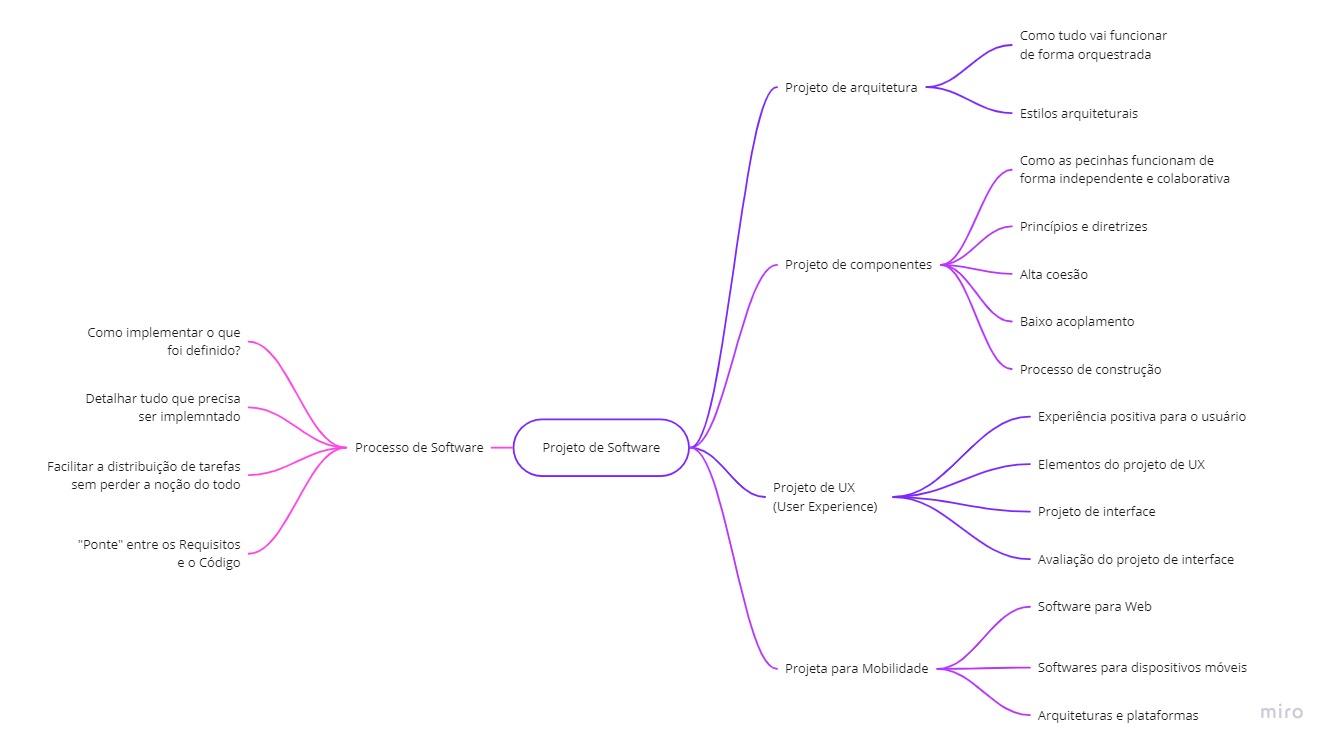 Como implementar o que
foi definido?
Detalhar tudo que precisa
ser implemntado
Facilitar a distribuição de tarefas
sem perder a noção do todo
"Ponte" entre os Requisitos
e o Código
Processo de Software
Projeto de Software
Projeto de arquitetura
Como tudo vai funcionar
de forma orquestrada
Estilos arquiteturais
Projeto de componentes
Como as pecinhas funcionam de
forma independente e colaborativa
Princípios e diretrizes
Alta coesão
Baixo acoplamento
Processo de construção
Projeto de UX
(User Experience)
Experiência positiva para o usuário
Elementos do projeto de UX
Projeto de interface
Avaliação do projeto de interface
Projeta para Mobilidade
Software para Web
Softwares para dispositivos móveis
Arquiteturas e plataformas
miro